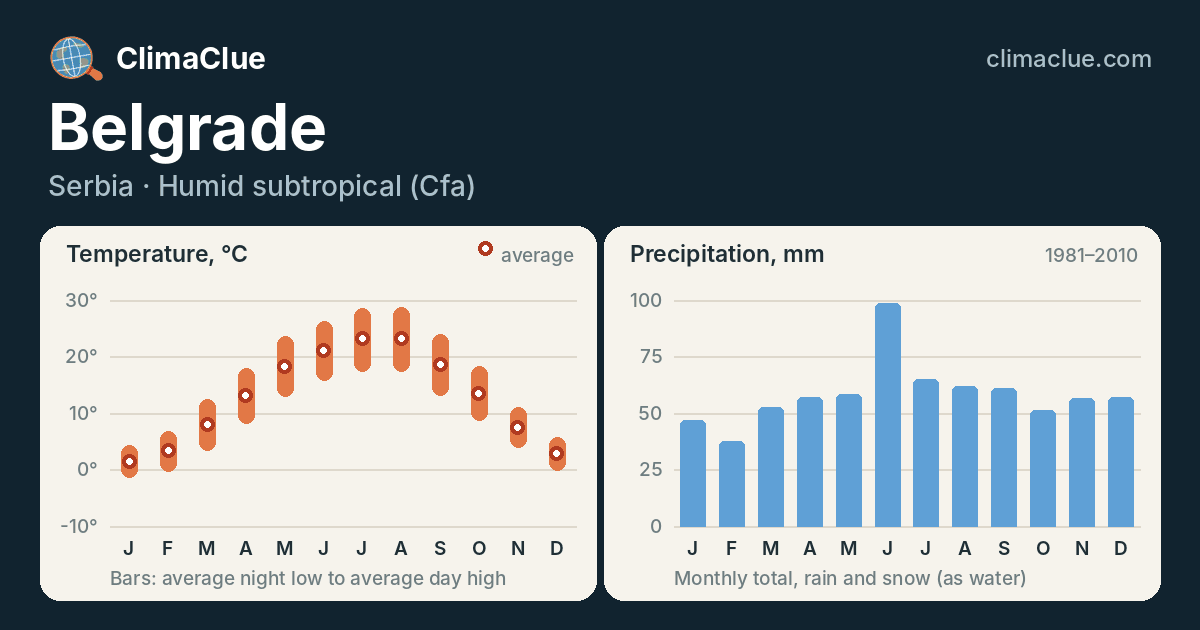 ClimaClue
climaclue.com
Belgrade
Serbia · Humid subtropical (Cfa)
Temperature, °C
average
30°
20°
10°
0°
-10°
J F M A M J J A S O N D
Bars: average night low to average day high
Precipitation, mm
1981–2010
100
75
50
25
0
J F M A M J J A S O N D
Monthly total, rain and snow (as water)